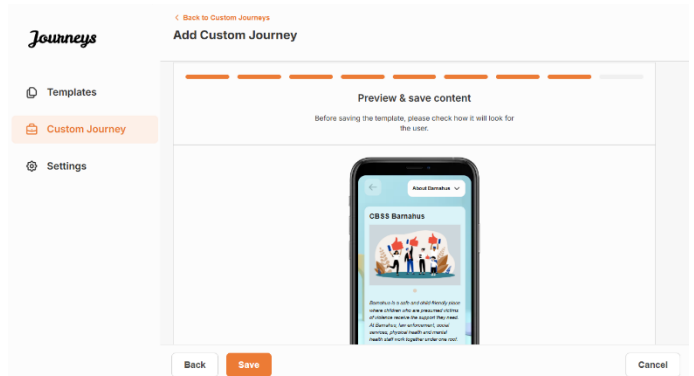 Journeys
Templates
Custom Journey
Settings
Back to Custom Journeys
Add Custom Journey
Preview & save content
Before saving the template, please check how it will look for
the user.
About Barnahus
CBSS Barnahus
Barnahus is a safe and child-friendly place
where children who are presumed victims
of violence receive the support they need.
At Barnahus, law enforcement, social
services, physical health and mental
health staff work together under one roof.
Back
Save
Cancel